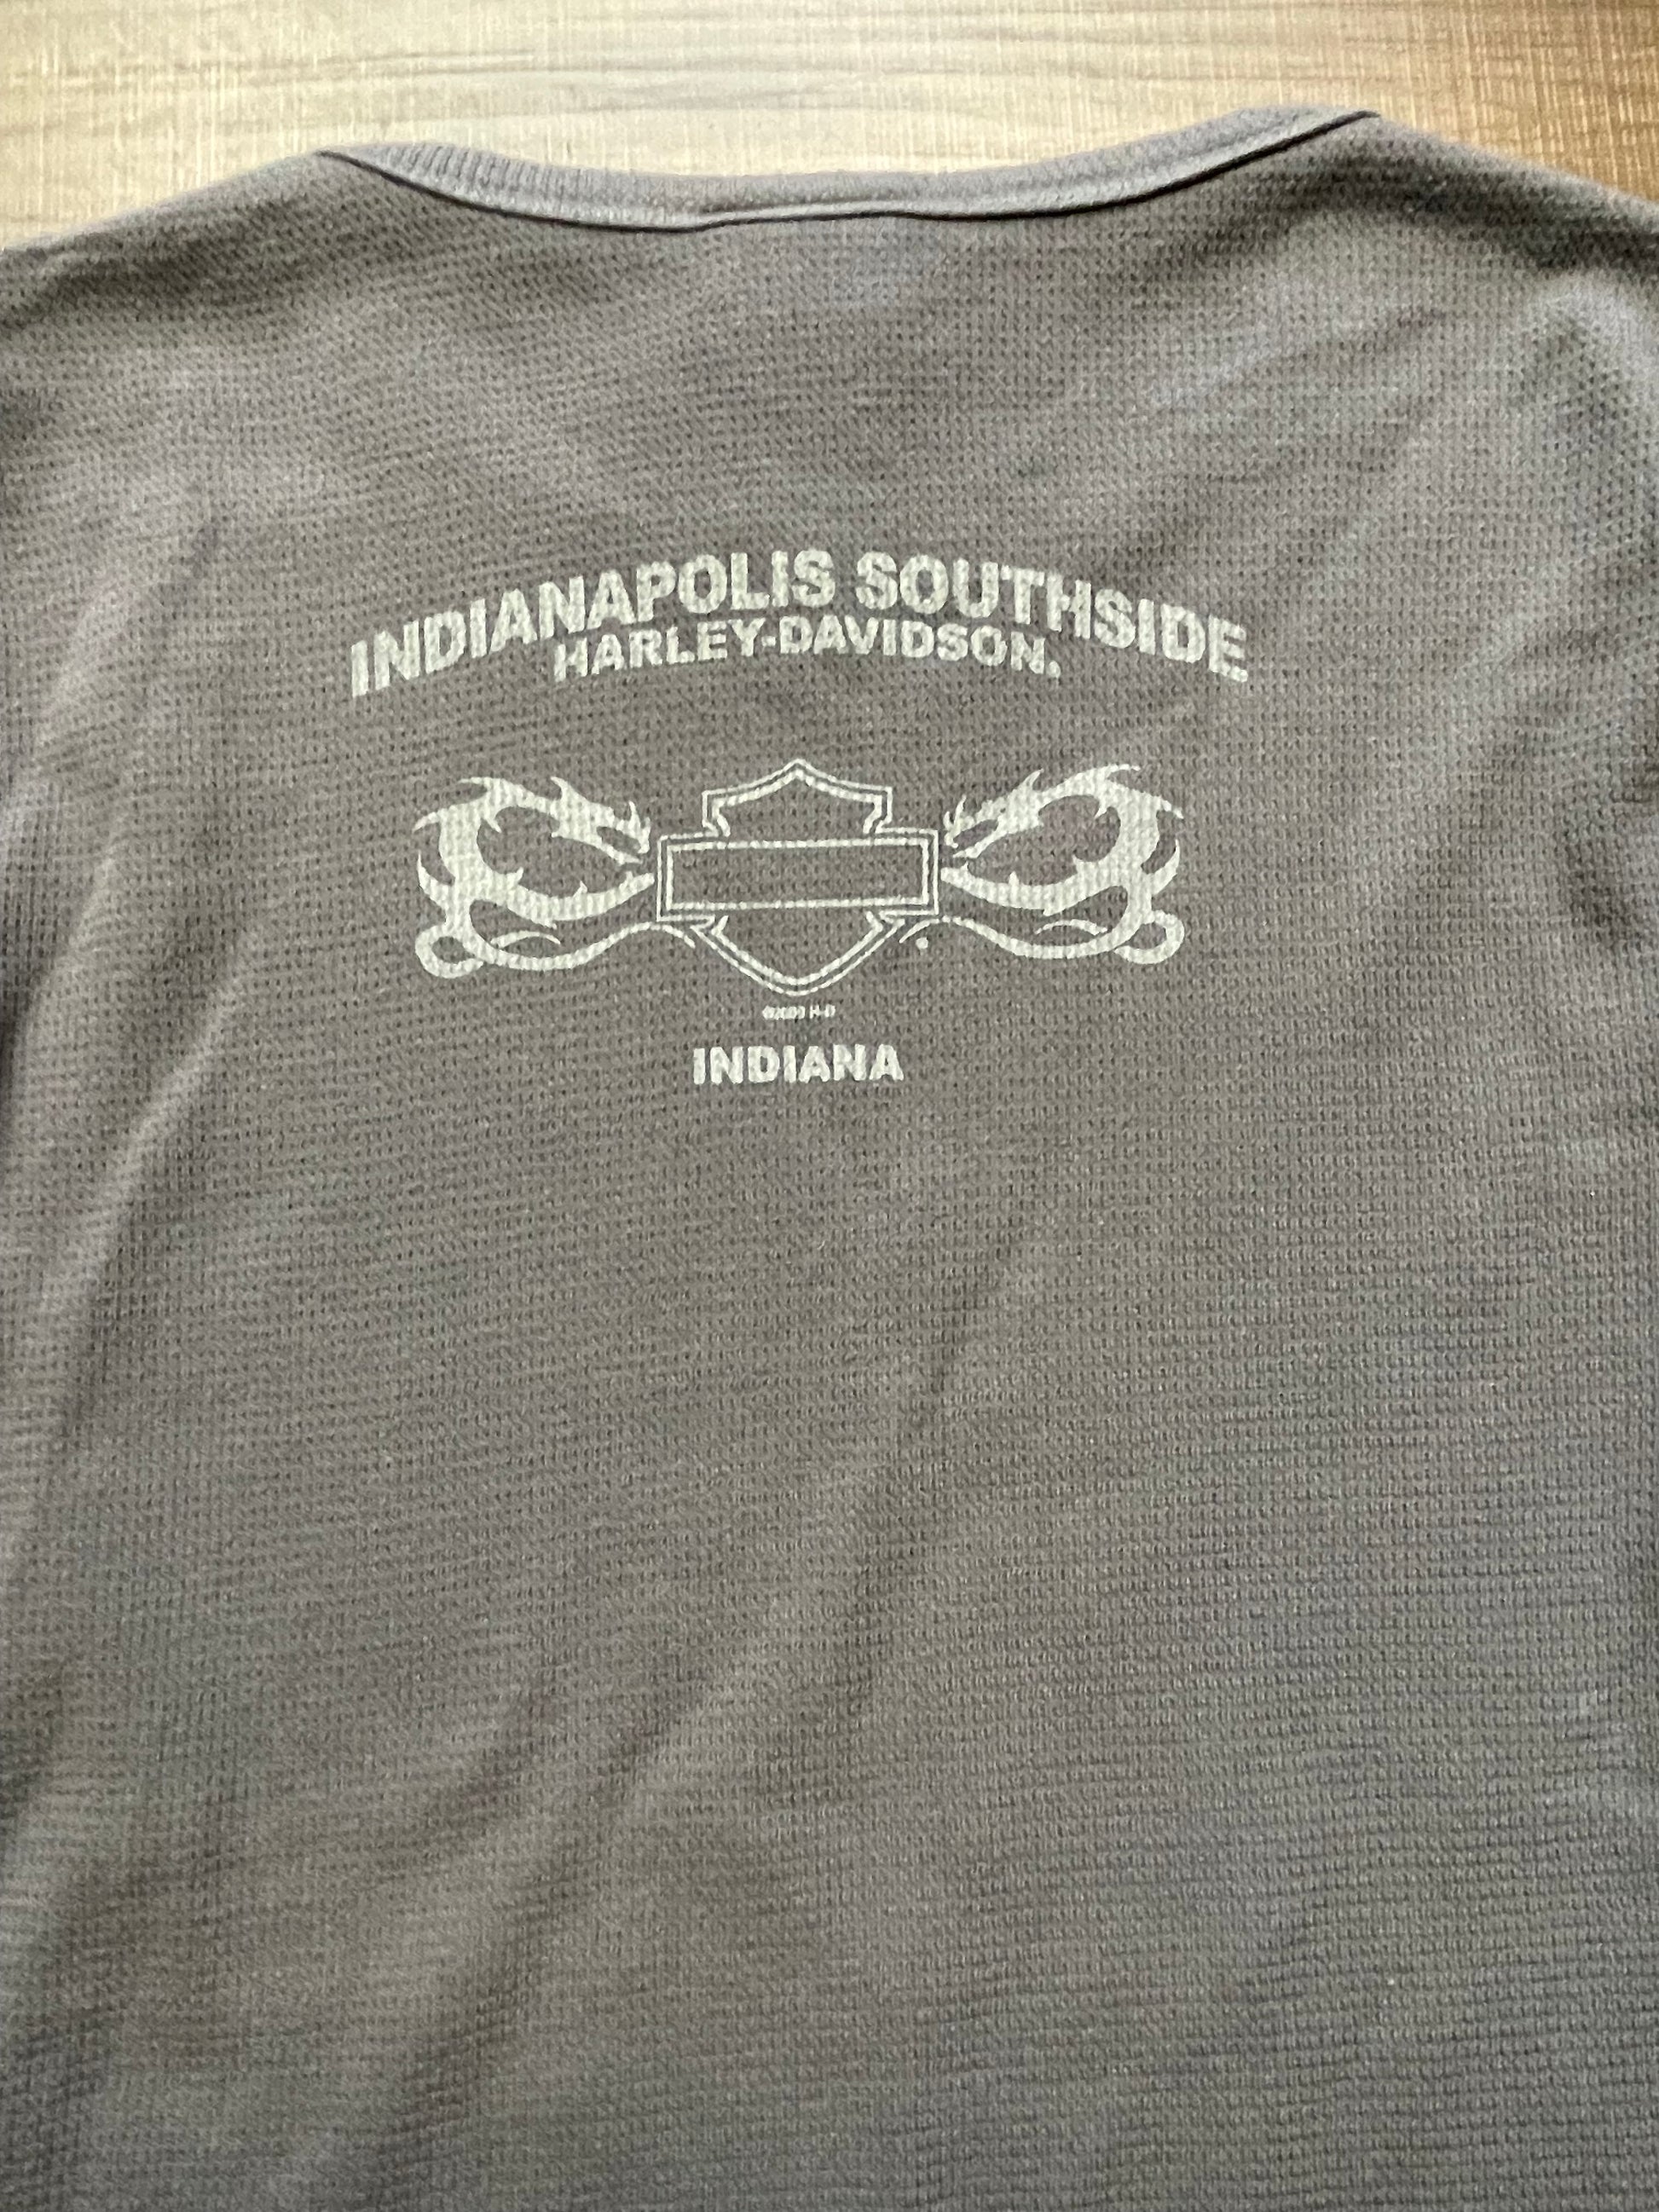 INDIANAPOLIS SOUTHSIDE
HARLEY-DAVIDSON.
H-D
INDIANA